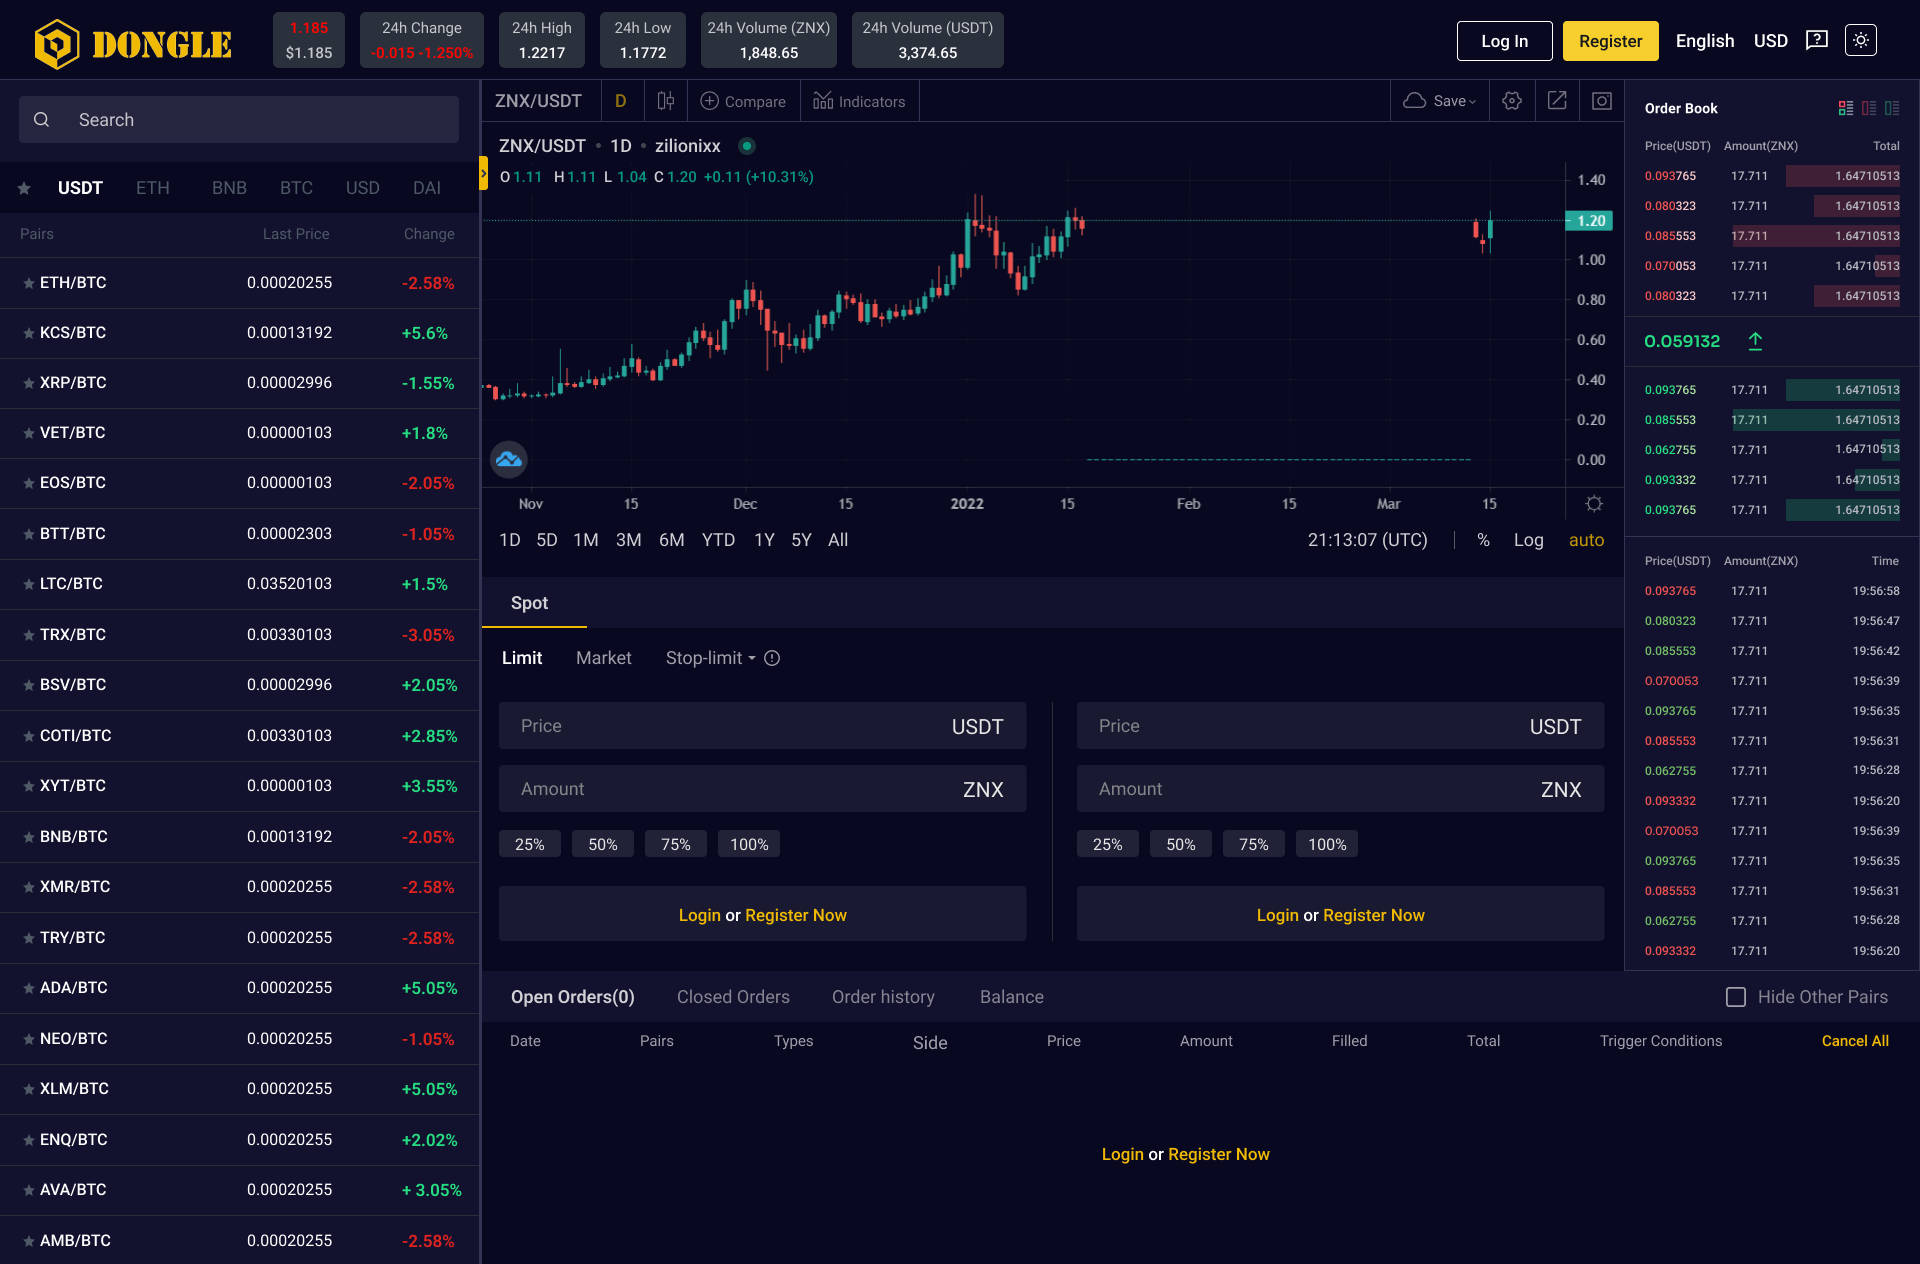 DONGLE
1.185
$1.185
24h Change
-0.015 -1.250%
24h High
1.2217
24h Low
1.1772
24h Volume (ZNX)
1,848.65
24h Volume (USDT)
3,374.65
Log In
Register
English
USD
Search
USDT ETH BNB BTC USD DAI
Pairs Last Price Change
ETH/BTC 0.00020255 -2.58%
KCS/BTC 0.00013192 +5.6%
XRP/BTC 0.00002996 -1.55%
VET/BTC 0.00000103 +1.8%
EOS/BTC 0.00000103 -2.05%
BTT/BTC 0.00002303 -1.05%
LTC/BTC 0.03520103 +1.5%
TRX/BTC 0.00330103 -3.05%
BSV/BTC 0.00002996 +2.05%
COTI/BTC 0.00330103 +2.85%
XYT/BTC 0.00000103 +3.55%
BNB/BTC 0.00013192 -2.05%
XMR/BTC 0.00020255 -2.58%
TRY/BTC 0.00020255 -2.58%
ADA/BTC 0.00020255 +5.05%
NEO/BTC 0.00020255 -1.05%
XLM/BTC 0.00020255 +5.05%
ENQ/BTC 0.00020255 +2.02%
AVA/BTC 0.00020255 + 3.05%
AMB/BTC 0.00020255 -2.58%
ZNX/USDT D Compare Indicators Save
ZNX/USDT • 1D • zilionixx
O 1.11 H 1.11 L 1.04 C 1.20 +0.11 (+10.31%)
1.40
1.20
1.00
0.80
0.60
0.40
0.20
0.00
Nov 15 Dec 15 2022 15 Feb 15 Mar 15
1D 5D 1M 3M 6M YTD 1Y 5Y All
21:13:07 (UTC) % Log auto
Spot
Limit Market Stop-limit
Price USDT
Amount ZNX
25% 50% 75% 100%
Login or Register Now
Price USDT
Amount ZNX
25% 50% 75% 100%
Login or Register Now
Order Book
Price(USDT) Amount(ZNX) Total
0.093765 17.711 1.64710513
0.080323 17.711 1.64710513
0.085553 17.711 1.64710513
0.070053 17.711 1.64710513
0.080323 17.711 1.64710513
0.059132
0.093765 17.711 1.64710513
0.085553 17.711 1.64710513
0.062755 17.711 1.64710513
0.093332 17.711 1.64710513
0.093765 17.711 1.64710513
Price(USDT) Amount(ZNX) Time
0.093765 17.711 19:56:58
0.080323 17.711 19:56:47
0.085553 17.711 19:56:42
0.070053 17.711 19:56:39
0.093765 17.711 19:56:35
0.085553 17.711 19:56:31
0.062755 17.711 19:56:28
0.093332 17.711 19:56:20
0.070053 17.711 19:56:39
0.093765 17.711 19:56:35
0.085553 17.711 19:56:31
0.062755 17.711 19:56:28
0.093332 17.711 19:56:20
Open Orders(0) Closed Orders Order history Balance Hide Other Pairs
Date Pairs Types Side Price Amount Filled Total Trigger Conditions Cancel All
Login or Register Now